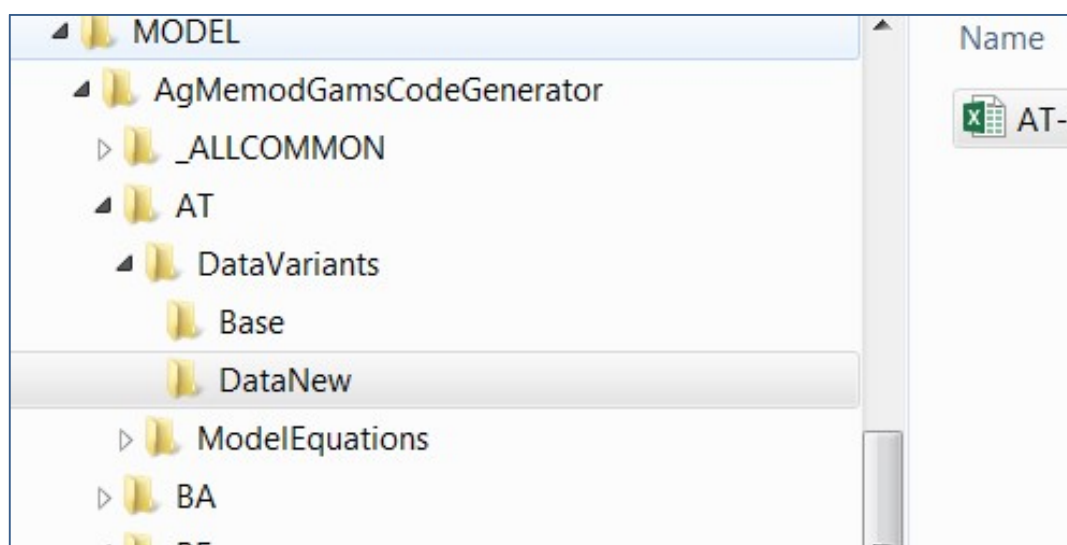 MODEL
AgMemodGamsCodeGenerator
_ALLCOMMON
AT
DataVariants
Base
DataNew
ModelEquations
BA
Name
AT-